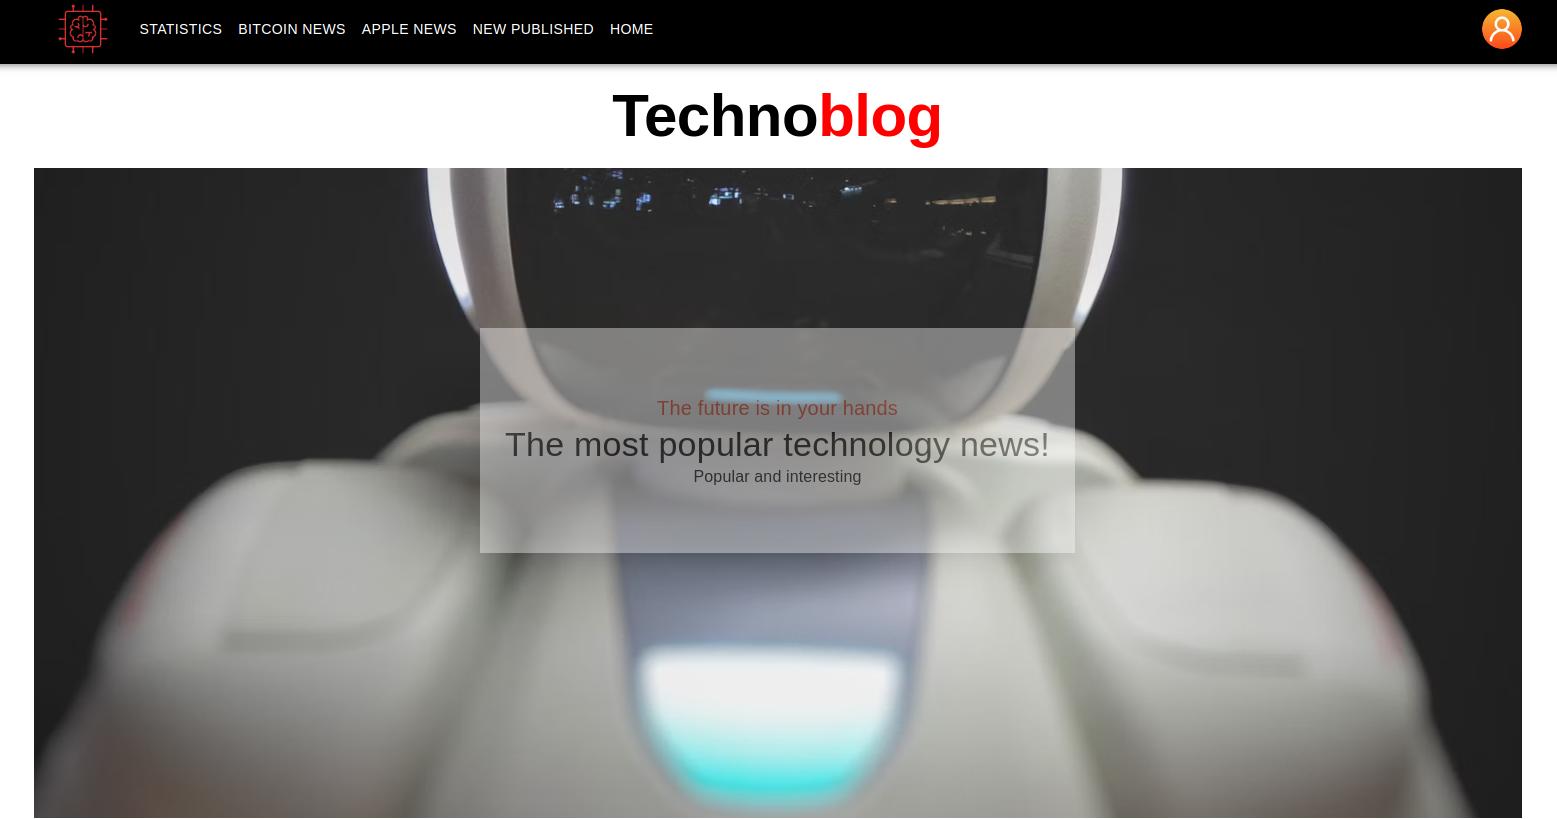 STATISTICS BITCOIN NEWS APPLE NEWS NEW PUBLISHED HOME
Technoblog
The future is in your hands
The most popular technology news!
Popular and interesting